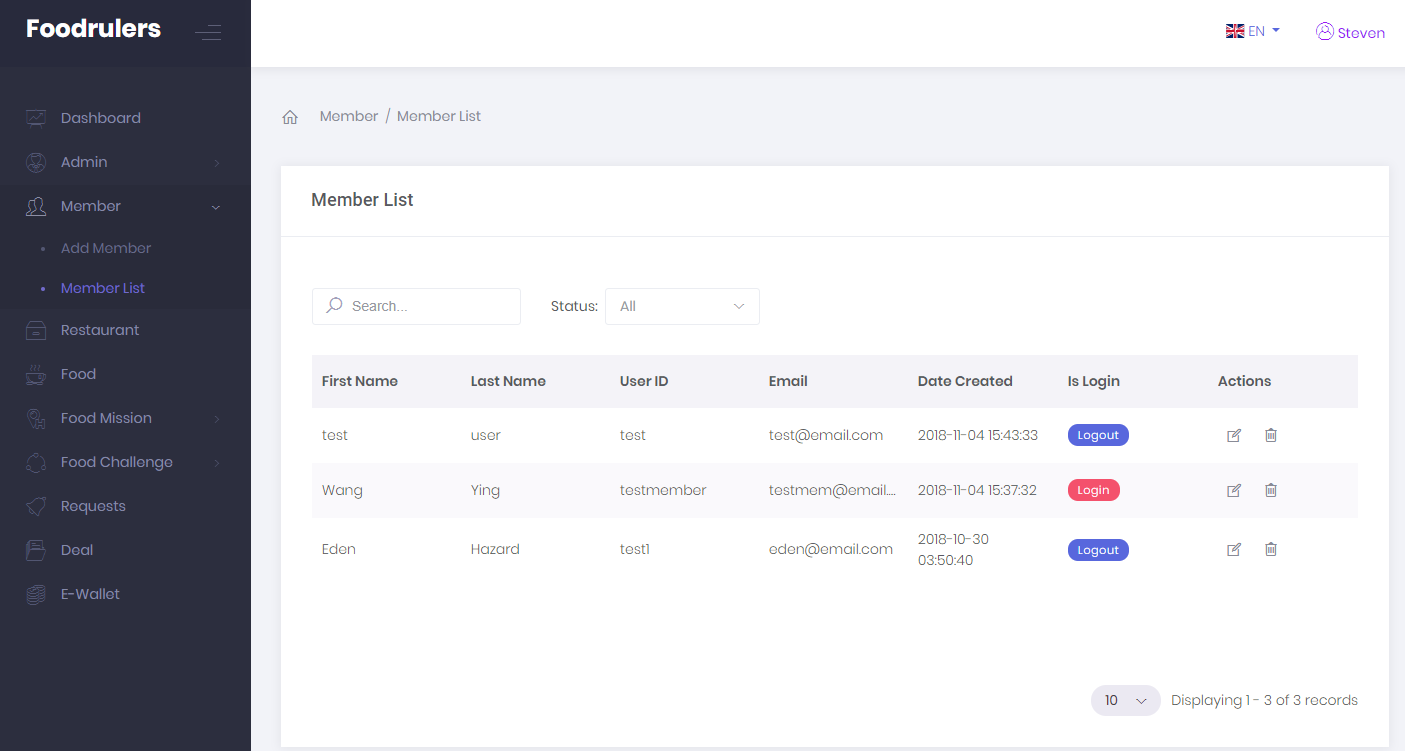 Foodrulers
EN
Steven
Dashboard
Admin
Member
Add Member
Member List
Restaurant
Food
Food Mission
Food Challenge
Requests
Deal
E-Wallet
Member / Member List
Member List
Search...
Status: All
First Name Last Name User ID Email Date Created Is Login Actions
test user test test@email.com 2018-11-04 15:43:33 Logout
Wang Ying testmember testmem@email.... 2018-11-04 15:37:32 Login
Eden Hazard test1 eden@email.com 2018-10-30 03:50:40 Logout
10 Displaying 1 - 3 of 3 records